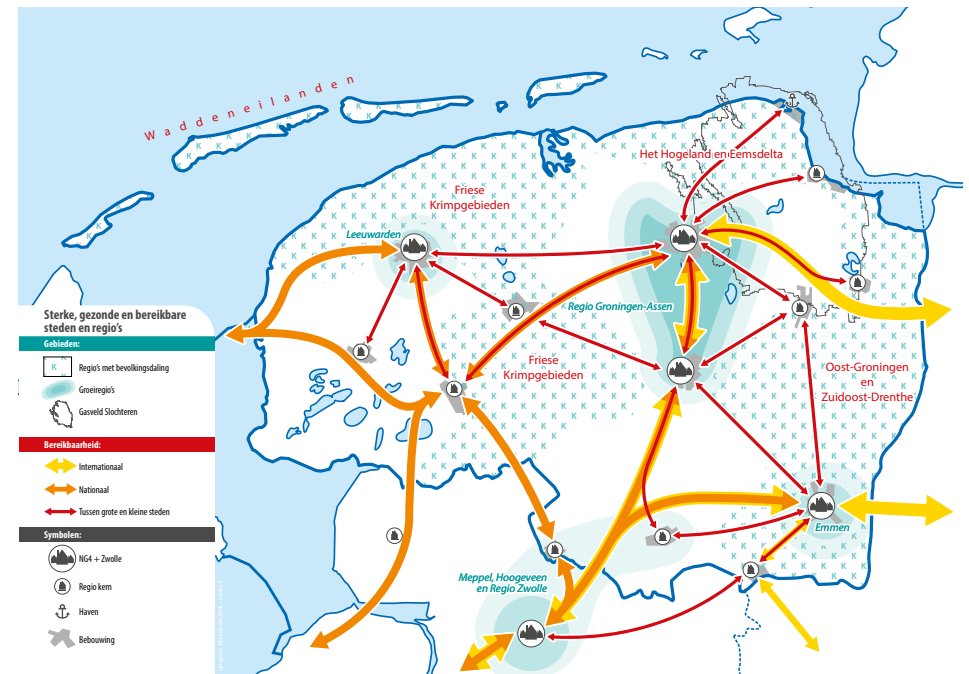 Waddeneilanden
Het Hogeland en Eemsdelta
Friese
Krimpgebieden
Leeuwarden
Regio Groningen-Assen
Friese
Krimpgebieden
Oost-Groningen
en
Zuidoost-Drenthe
Emmen
Meppel, Hoogeveen
en Regio Zwolle
Sterke, gezonde en bereikbare
steden en regio's
Gebieden:
K
Regio's met bevolkingsdaling
Groeiregio's
Gasveld Slochteren
Bereikbaarheid:
Internationaal
Nationaal
Tussen grote en kleine steden
Symbolen:
NG4 + Zwolle
Regio kern
Haven
Bebouwing